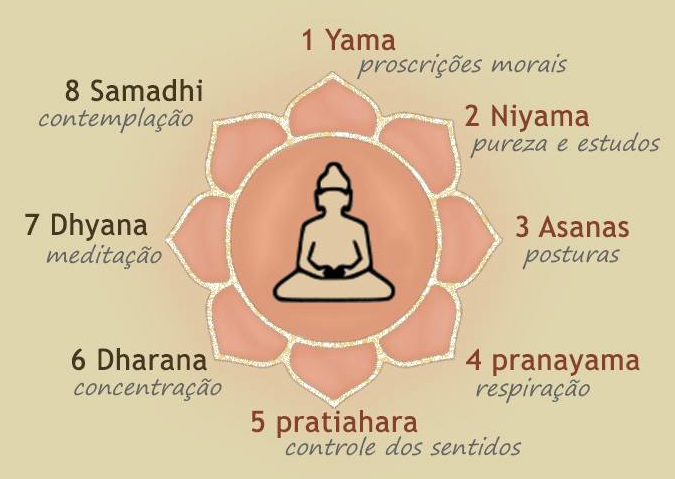 1 Yama
proscrições morais
2 Niyama
pureza e estudos
3 Asanas
posturas
4 pranayama
respiração
5 pratiahara
controle dos sentidos
6 Dharana
concentração
7 Dhyana
meditação
8 Samadhi
contemplação